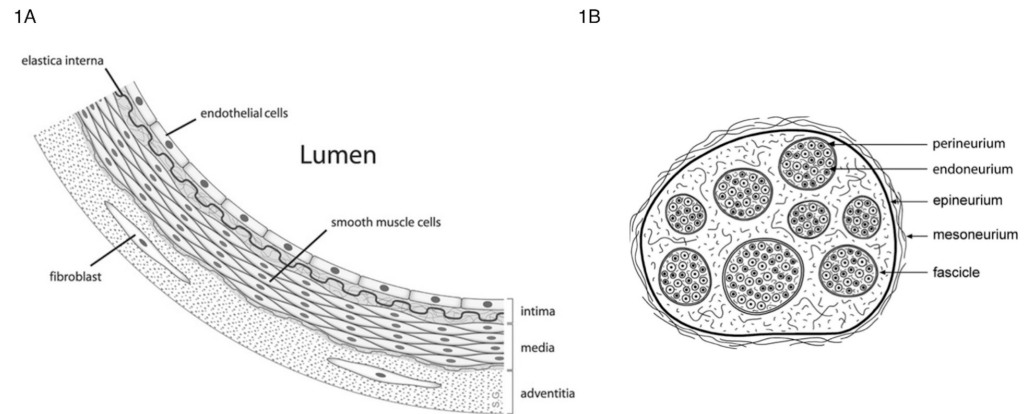 1A
1B
elastica interna
endothelial cells
Lumen
smooth muscle cells
fibroblast
intima
media
adventitia
S.G.
perineurium
endoneurium
epineurium
mesoneurium
fascicle